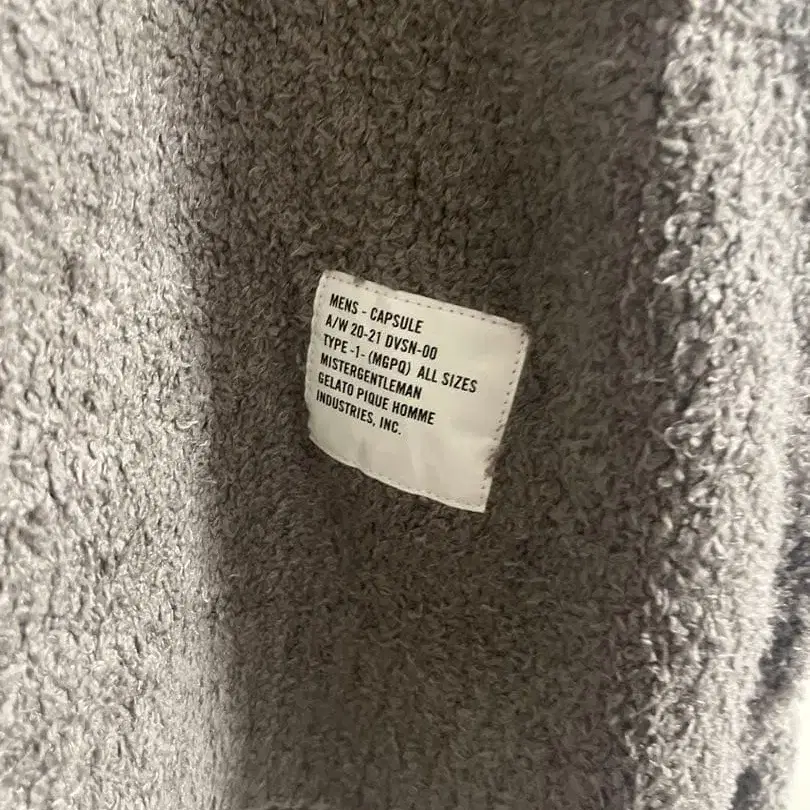 MENS - CAPSULE
A/W 20-21 DVSN-00
TYPE -1- (MGPQ) ALL SIZES
MISTERGENTLEMAN
GELATO PIQUE HOMME
INDUSTRIES, INC.